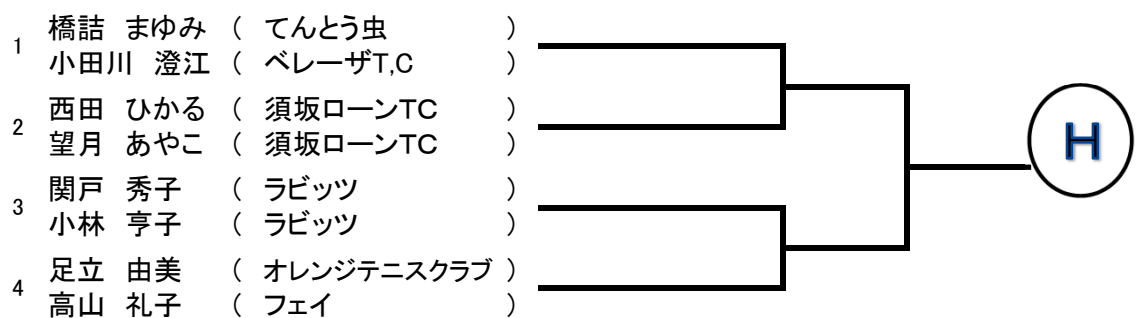 1
橋詰 まゆみ ( てんとう虫 )
小田川 澄江 ( ベレーザT,C )
2
西田 ひかる ( 須坂ローンTC )
望月 あやこ ( 須坂ローンTC )
3
関戸 秀子 ( ラビッツ )
小林 亨子 ( ラビッツ )
4
足立 由美 ( オレンジテニスクラブ )
高山 礼子 ( フェイ )
H